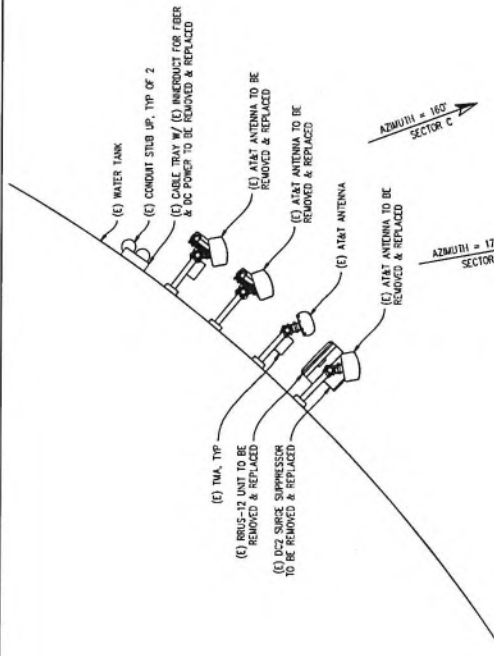 (E) WATER TANK
(E) CONDUIT STUB UP, TYP OF 2
(E) CABLE TRAY W/ (E) INNERDUCT FOR FIBER
& DC POWER TO BE REMOVED & REPLACED
(E) AT&T ANTENNA TO BE
REMOVED & REPLACED
(E) AT&T ANTENNA TO BE
REMOVED & REPLACED
(E) AT&T ANTENNA
(E) AT&T ANTENNA TO BE
REMOVED & REPLACED
AZIMUTH = 160°
SECTOR C
AZIMUTH = 17
SECTOR
(E) TMA, TYP
(E) RRUS-12 UNIT TO BE
REMOVED & REPLACED
(E) DC2 SURGE SUPPRESSOR
TO BE REMOVED & REPLACED